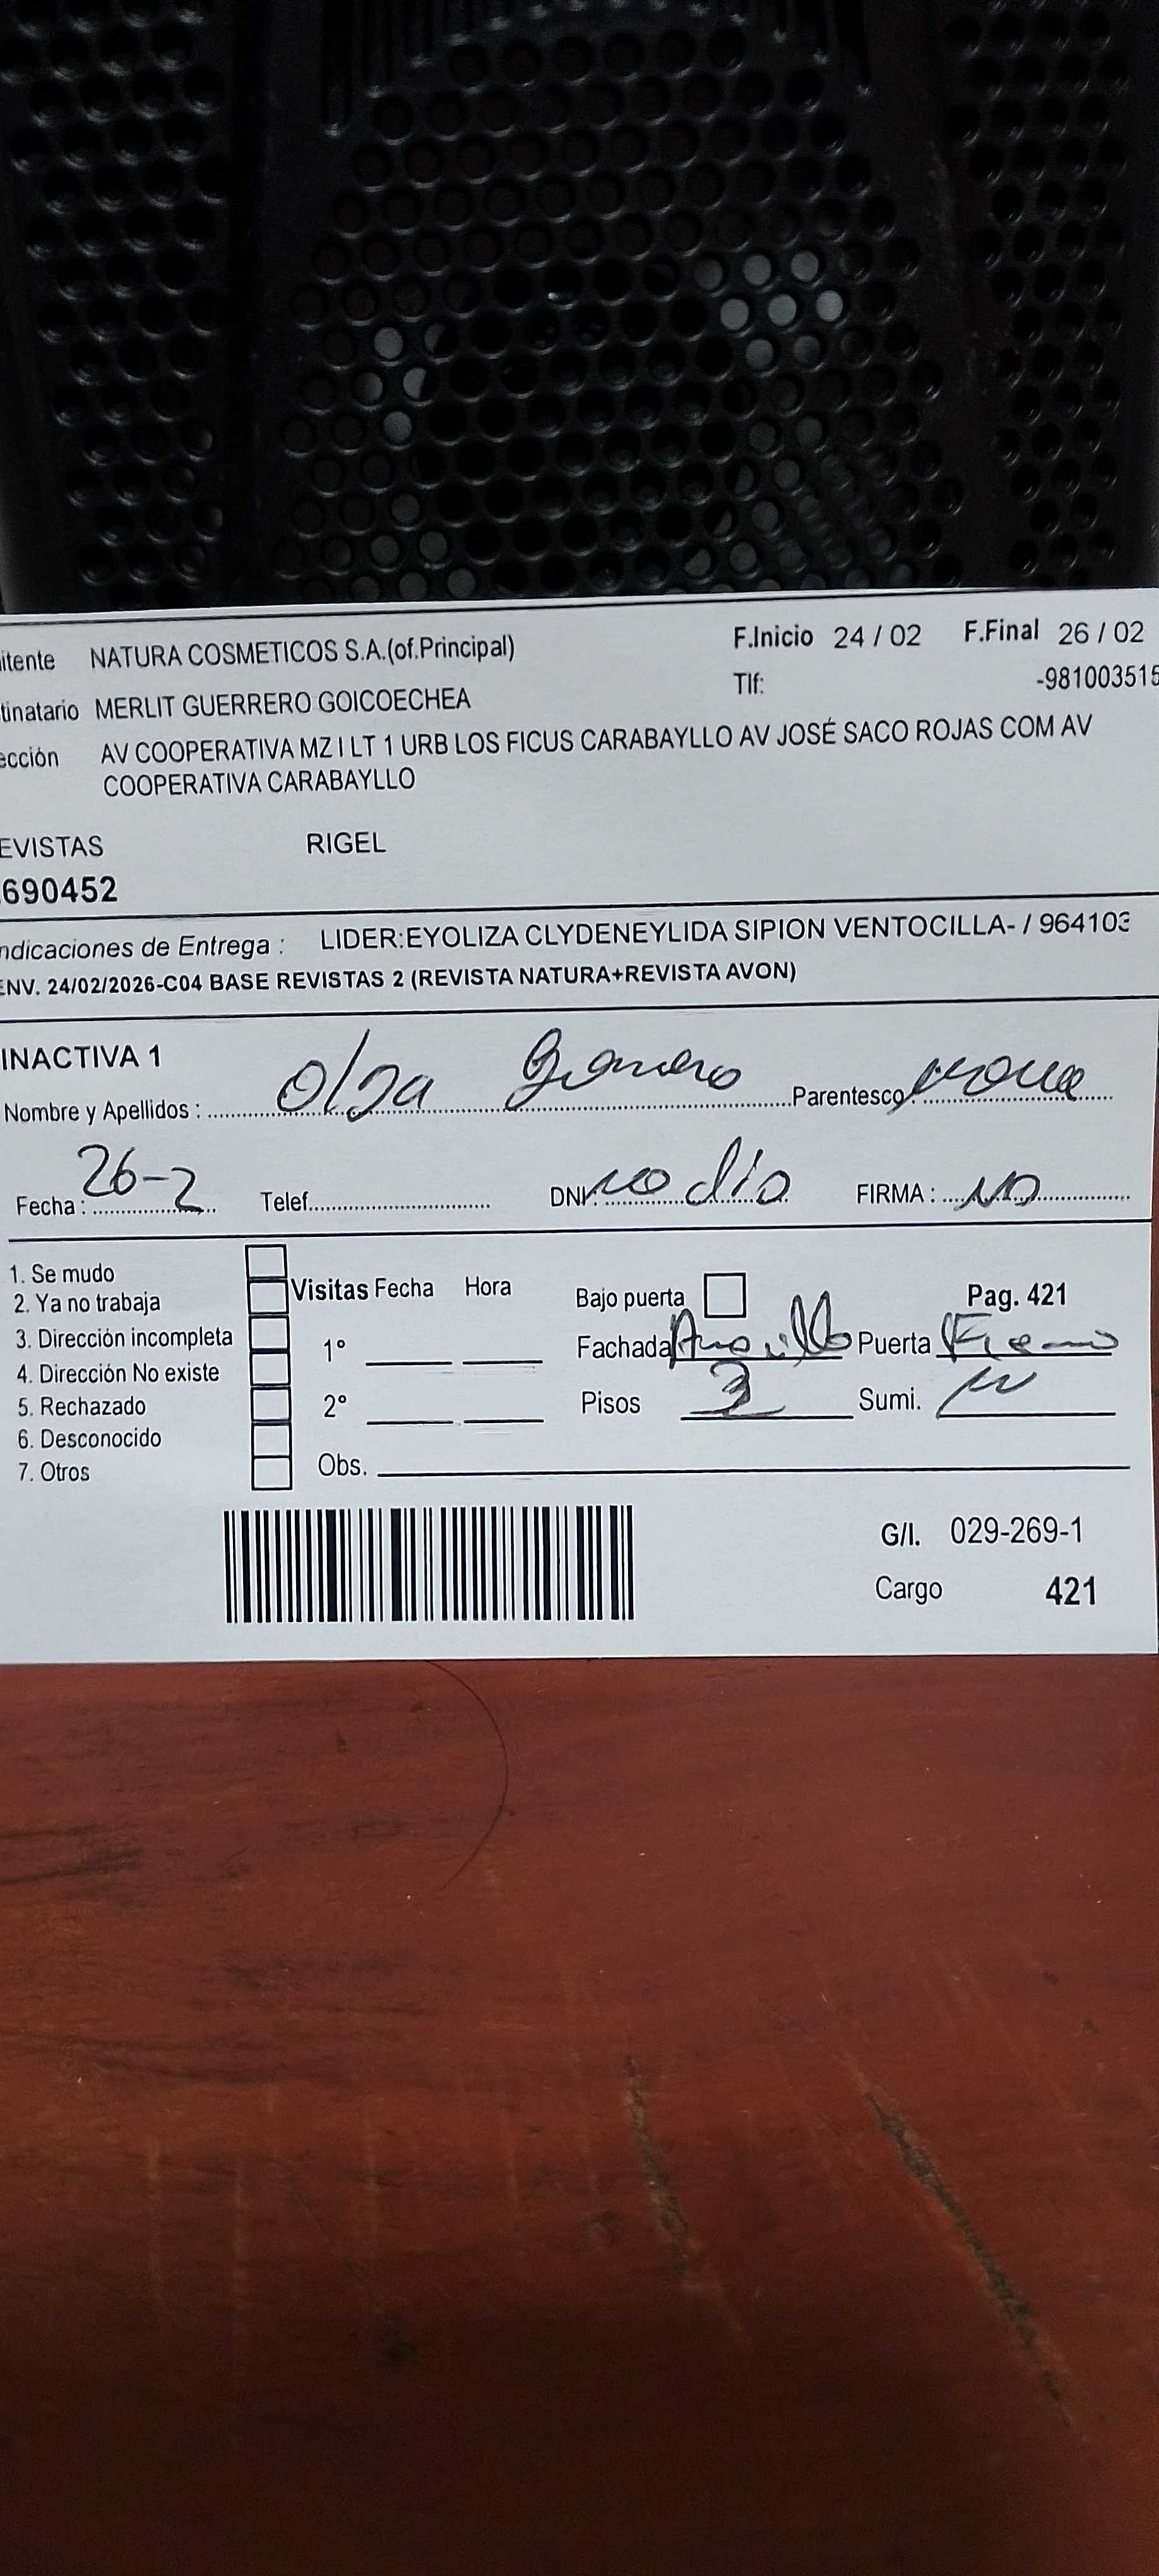 itente NATURA COSMETICOS S.A.(of.Principal) F.Inicio 24 / 02 F.Final 26 / 02
tinatario MERLIT GUERRERO GOICOECHEA Tlf: -981003515
ección AV COOPERATIVA MZ I LT 1 URB LOS FICUS CARABAYLLO AV JOSÉ SACO ROJAS COM AV
COOPERATIVA CARABAYLLO
EVISTAS RIGEL
690452
ndicaciones de Entrega : LIDER:EYOLIZA CLYDENEYLIDA SIPION VENTOCILLA- / 964103
ENV. 24/02/2026-C04 BASE REVISTAS 2 (REVISTA NATURA+REVISTA AVON)
INACTIVA 1
Nombre y Apellidos : Olga Parentesco
Fecha : 26-2 Telef. DNI: no dio FIRMA : NO
1. Se mudo
2. Ya no trabaja
3. Dirección incompleta
4. Dirección No existe
5. Rechazado
6. Desconocido
7. Otros
Visitas Fecha Hora
1º
2º
Obs.
Bajo puerta Pag. 421
Fachada Amarillo Puerta Fierro
Pisos 3 Sumi.
G/I. 029-269-1
Cargo 421